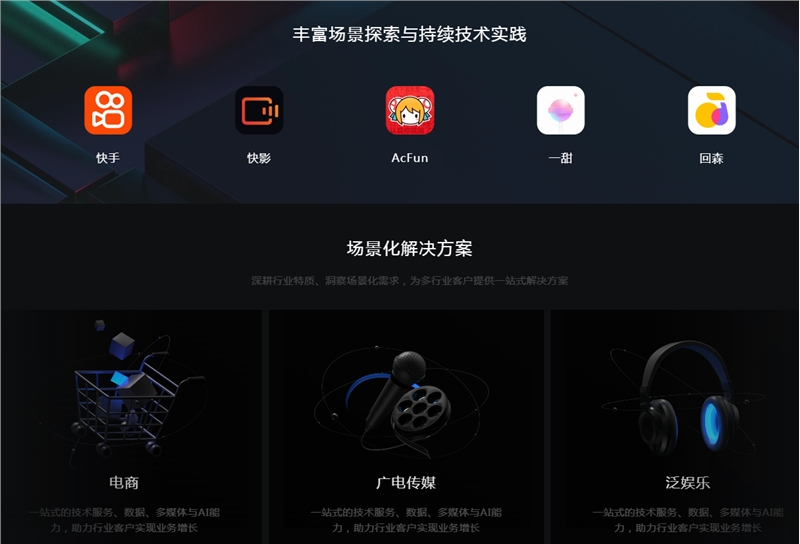 丰富场景探索与持续技术实践
快手
快影
AcFun
一甜
回森
场景化解决方案
深耕行业特质、洞察场景化需求，为多行业客户提供一站式解决方案
电商
广电传媒
泛娱乐
一站式的技术服务、数据、多媒体与AI能
力，助力行业客户实现业务增长
一站式的技术服务、数据、多媒体与AI能
力，助力行业客户实现业务增长
一站式的技术服务、数据、多媒体与AI能
力，助力行业客户实现业务增长